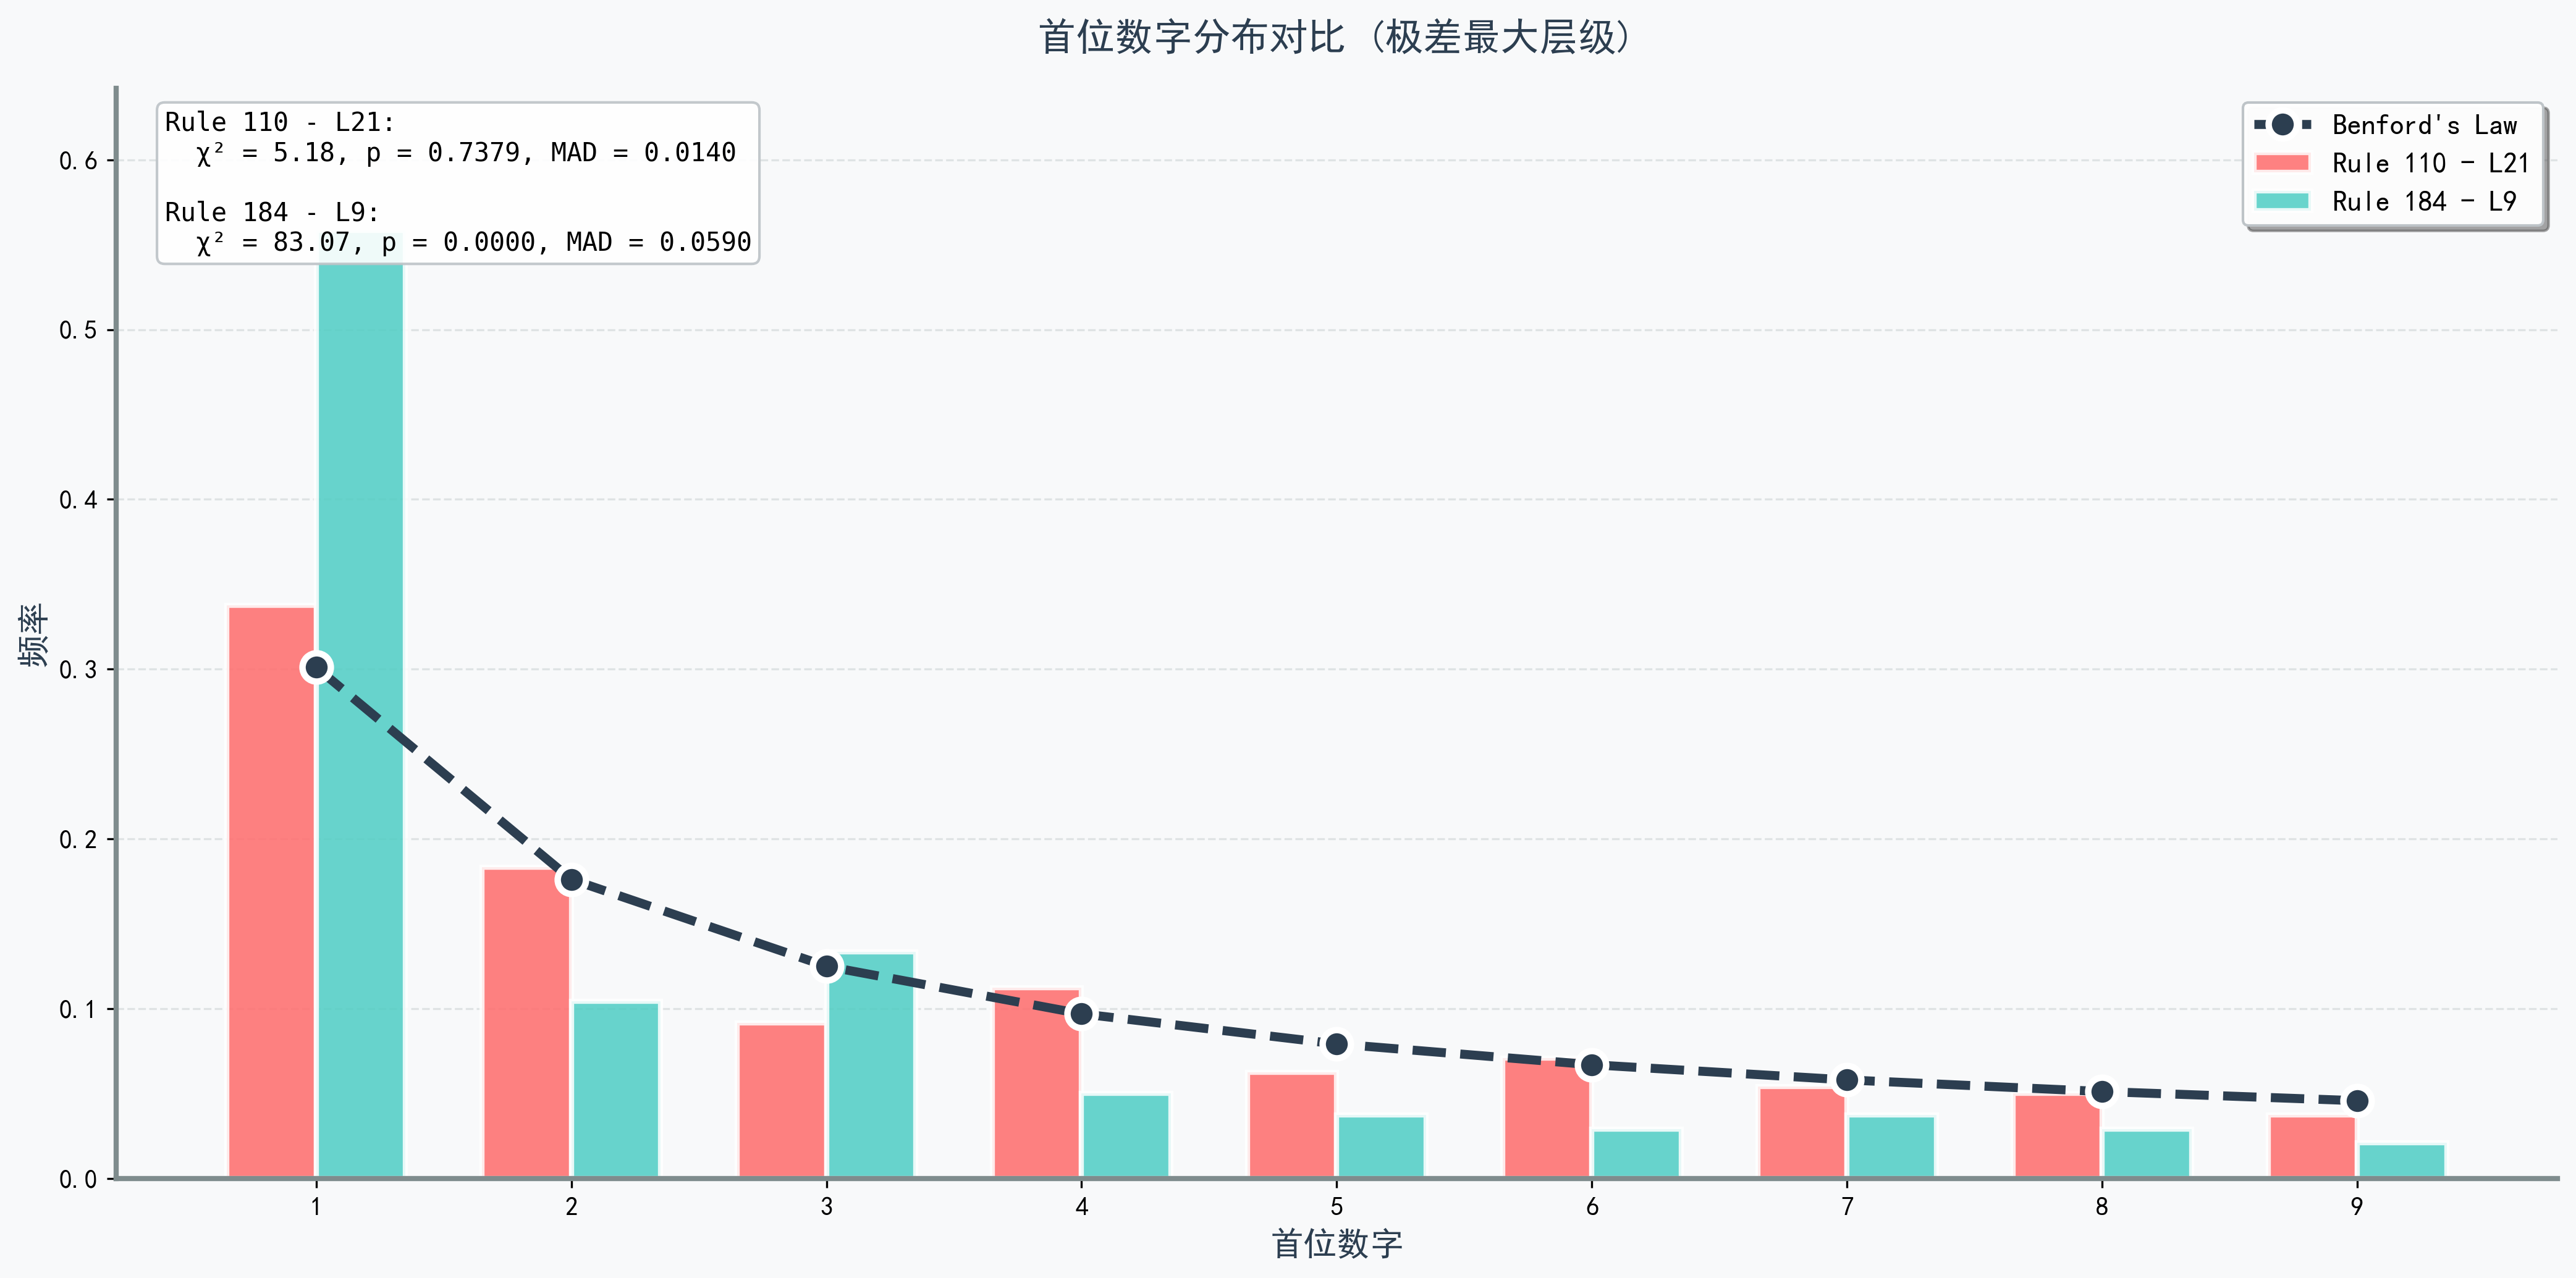 首位数字分布对比 (极差最大层级)
Rule 110 - L21:
χ² = 5.18, p = 0.7379, MAD = 0.0140
Rule 184 - L9:
χ² = 83.07, p = 0.0000, MAD = 0.0590
Benford's Law
Rule 110 - L21
Rule 184 - L9
频率
0.6
0.5
0.4
0.3
0.2
0.1
0.0
1 2 3 4 5 6 7 8 9
首位数字